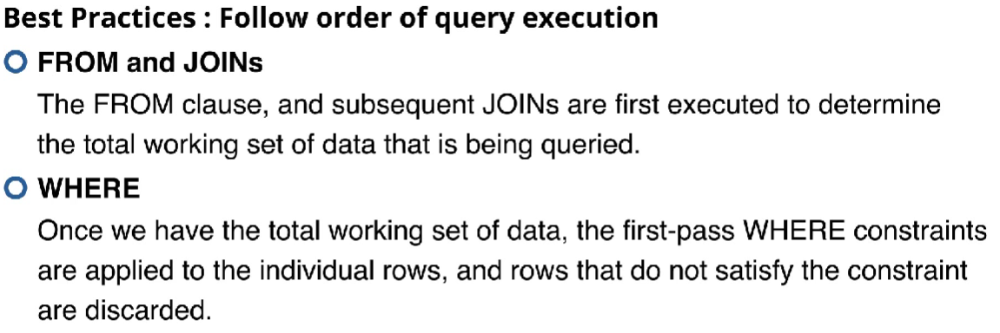 Best Practices : Follow order of query execution
FROM and JOINs
The FROM clause, and subsequent JOINs are first executed to determine
the total working set of data that is being queried.
WHERE
Once we have the total working set of data, the first-pass WHERE constraints
are applied to the individual rows, and rows that do not satisfy the constraint
are discarded.